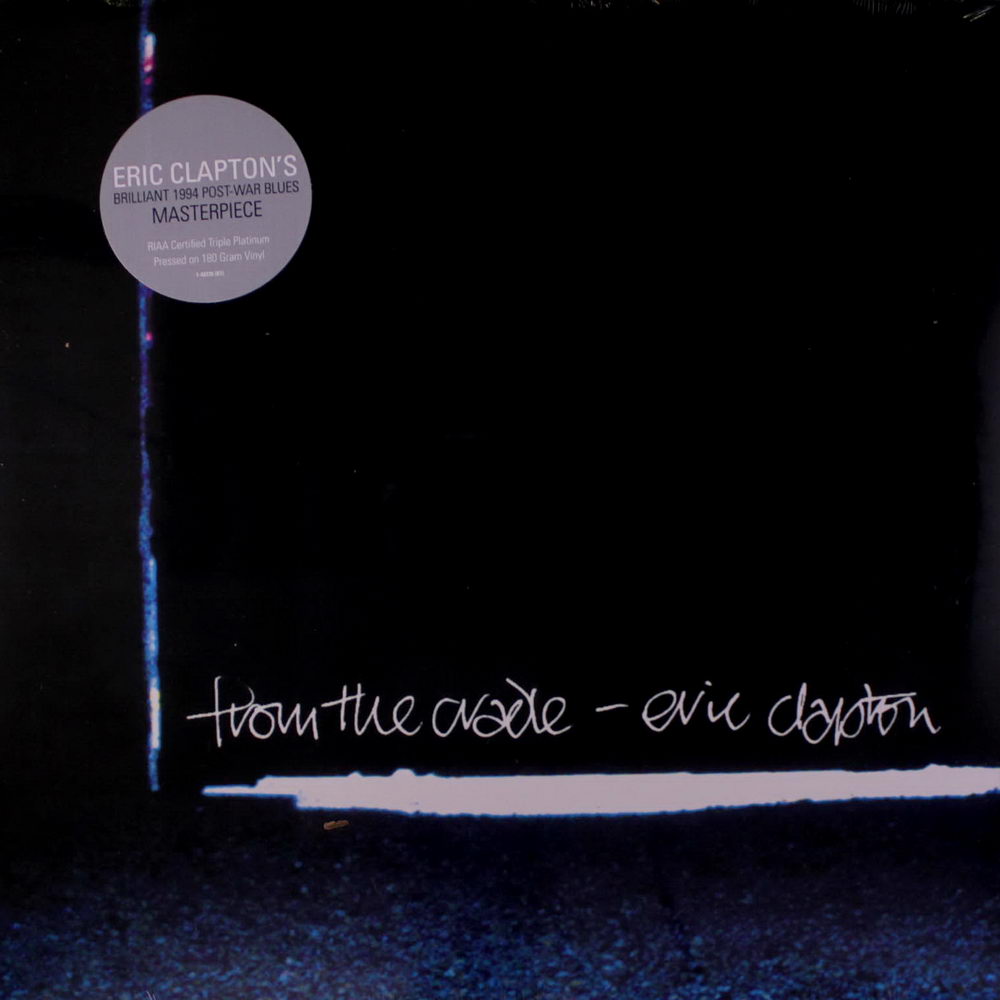 ERIC CLAPTON'S
BRILLIANT 1994 POST-WAR BLUES
MASTERPIECE
RIAA Certified Triple Platinum
Pressed on 180 Gram Vinyl
from the cradle – eric clapton